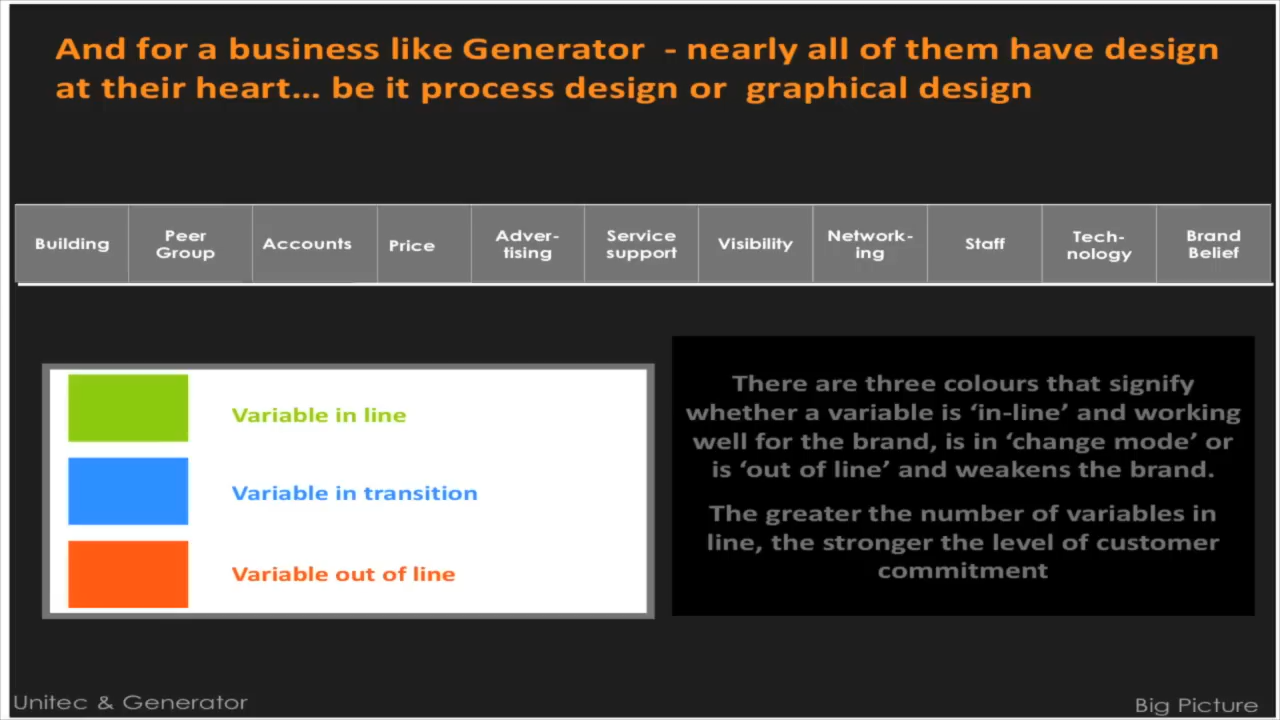 And for a business like Generator - nearly all of them have design
at their heart... be it process design or graphical design
Building
Peer
Group
Accounts
Price
Adver-
tising
Service
support
Visibility
Network-
ing
Staff
Tech-
nology
Brand
Belief
Variable in line
Variable in transition
Variable out of line
There are three colours that signify
whether a variable is ‘in-line’ and working
well for the brand, is in ‘change mode’ or
is ‘out of line’ and weakens the brand.
The greater the number of variables in
line, the stronger the level of customer
commitment
Unitec & Generator
Big Picture